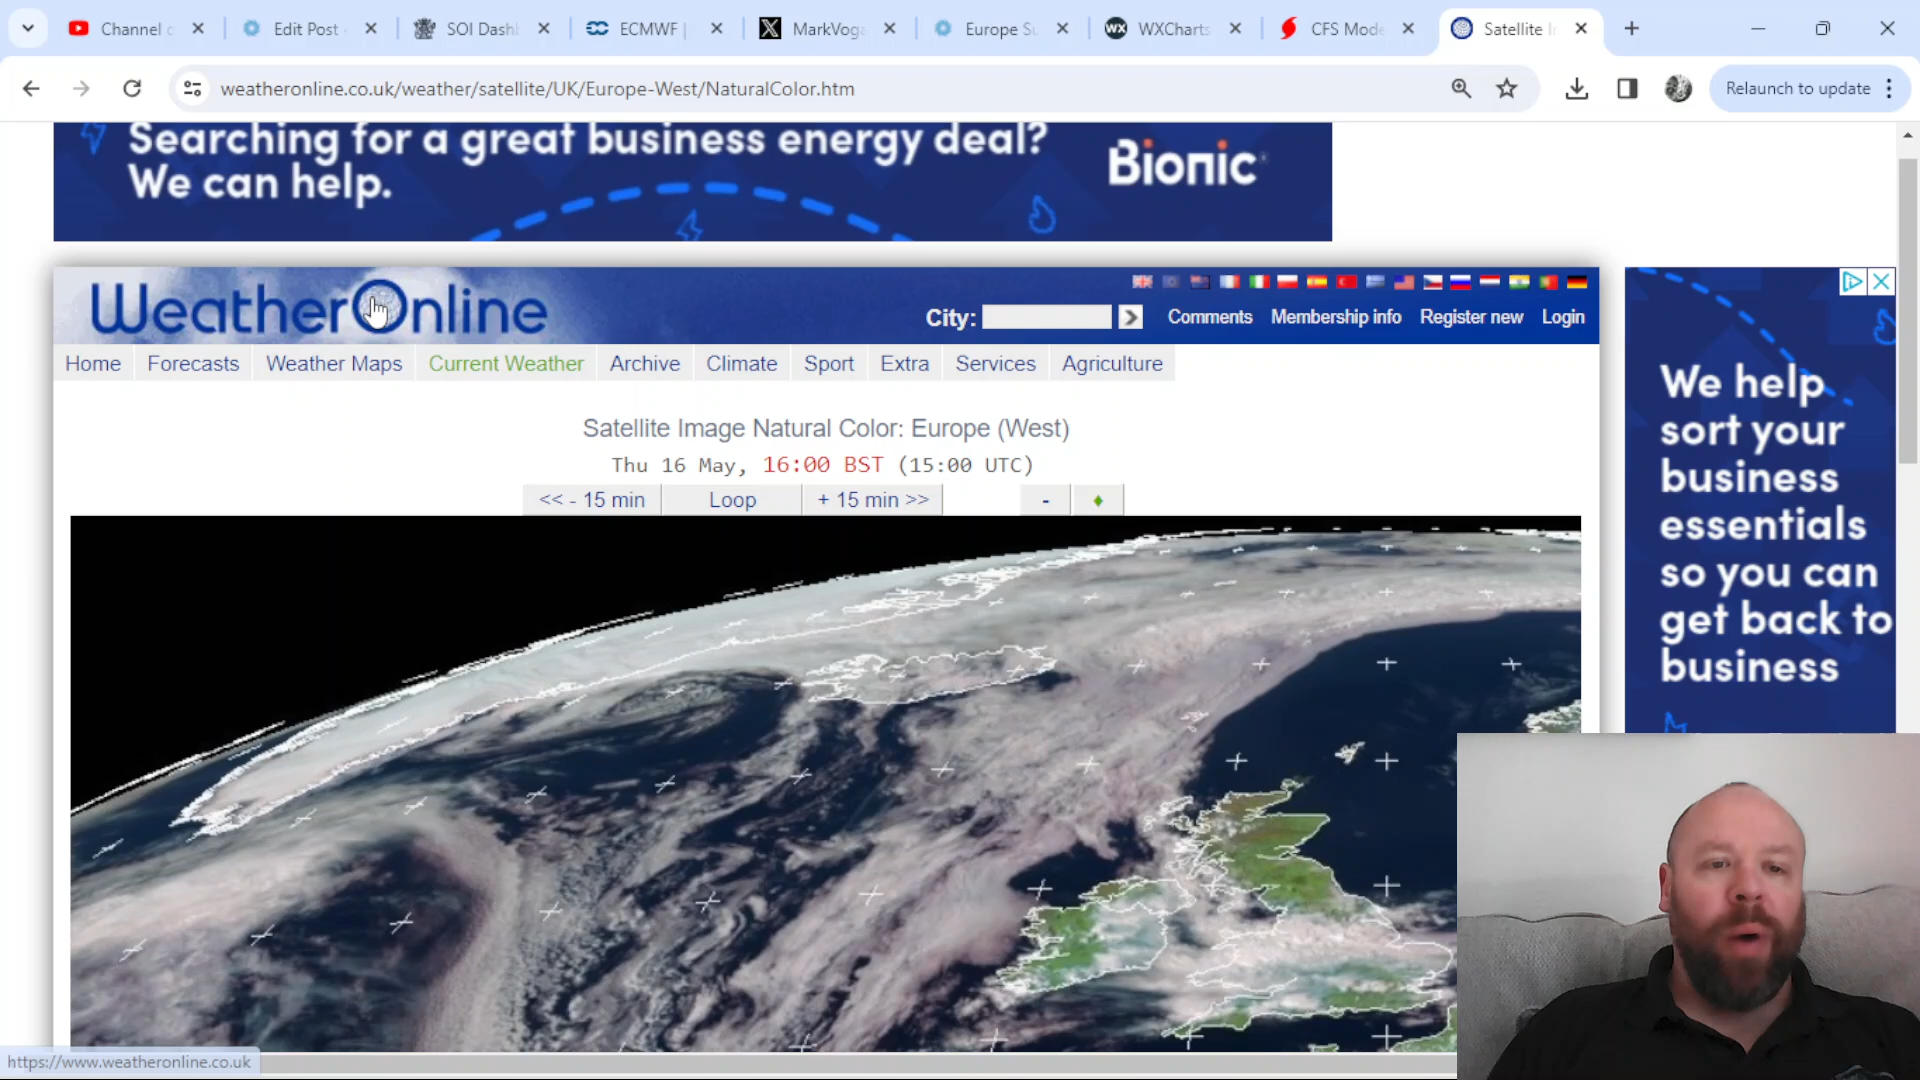 Channel
Edit Post
SOI Dash
ECMWF |
MarkVoga
Europe Su
WXCharts
CFS Mode
Satellite I
weatheronline.co.uk/weather/satellite/UK/Europe-West/NaturalColor.htm
Relaunch to update
Searching for a great business energy deal?
We can help.
Bionic
WeatherOnline
City:
Comments
Membership info
Register new
Login
Home
Forecasts
Weather Maps
Current Weather
Archive
Climate
Sport
Extra
Services
Agriculture
Satellite Image Natural Color: Europe (West)
Thu 16 May, 16:00 BST (15:00 UTC)
<< - 15 min
Loop
+ 15 min >>
-
We help
sort your
business
essentials
so you can
get back to
business
https://www.weatheronline.co.uk